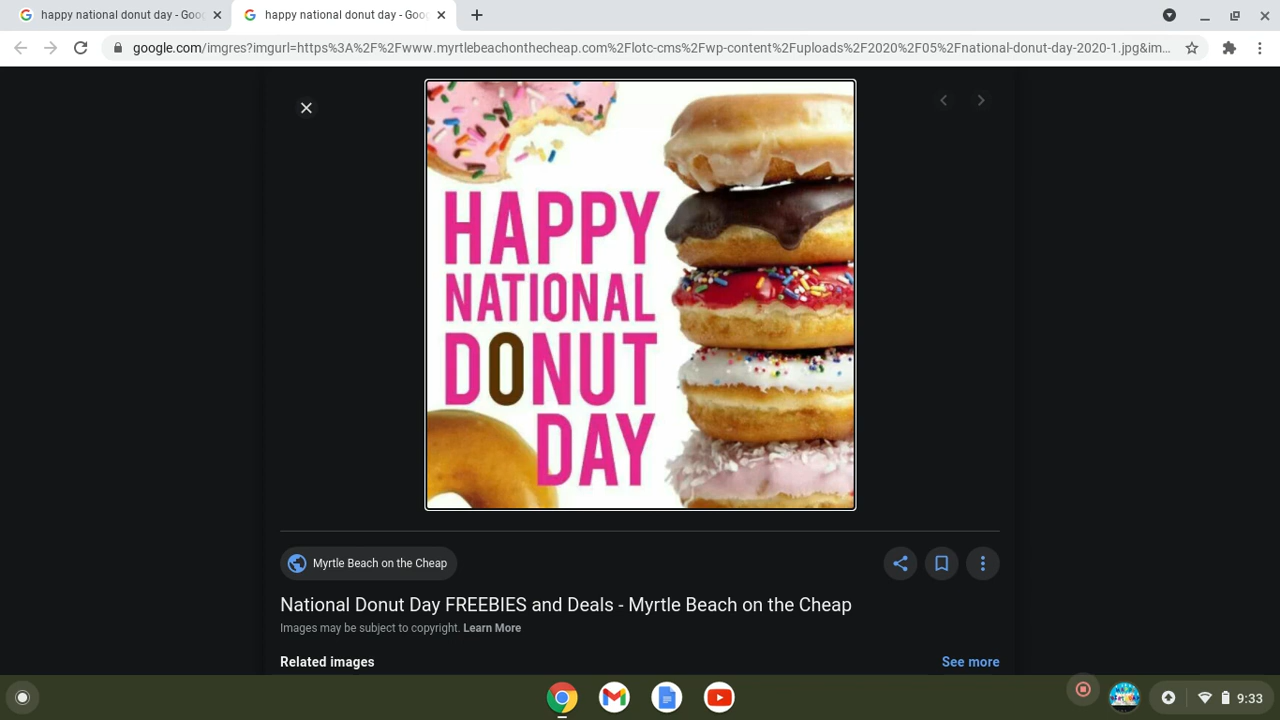 happy national donut day - Goo
happy national donut day - Goo
google.com/imgres?imgurl=https%3A%2F%2Fwww.myrtlebeachonthecheap.com%2Flotc-cms%2Fwp-content%2Fuploads%2F2020%2F05%2Fnational-donut-day-2020-1.jpg&im...
HAPPY
NATIONAL
DONUT
DAY
Myrtle Beach on the Cheap
National Donut Day FREEBIES and Deals - Myrtle Beach on the Cheap
Images may be subject to copyright. Learn More
Related images See more
9:33